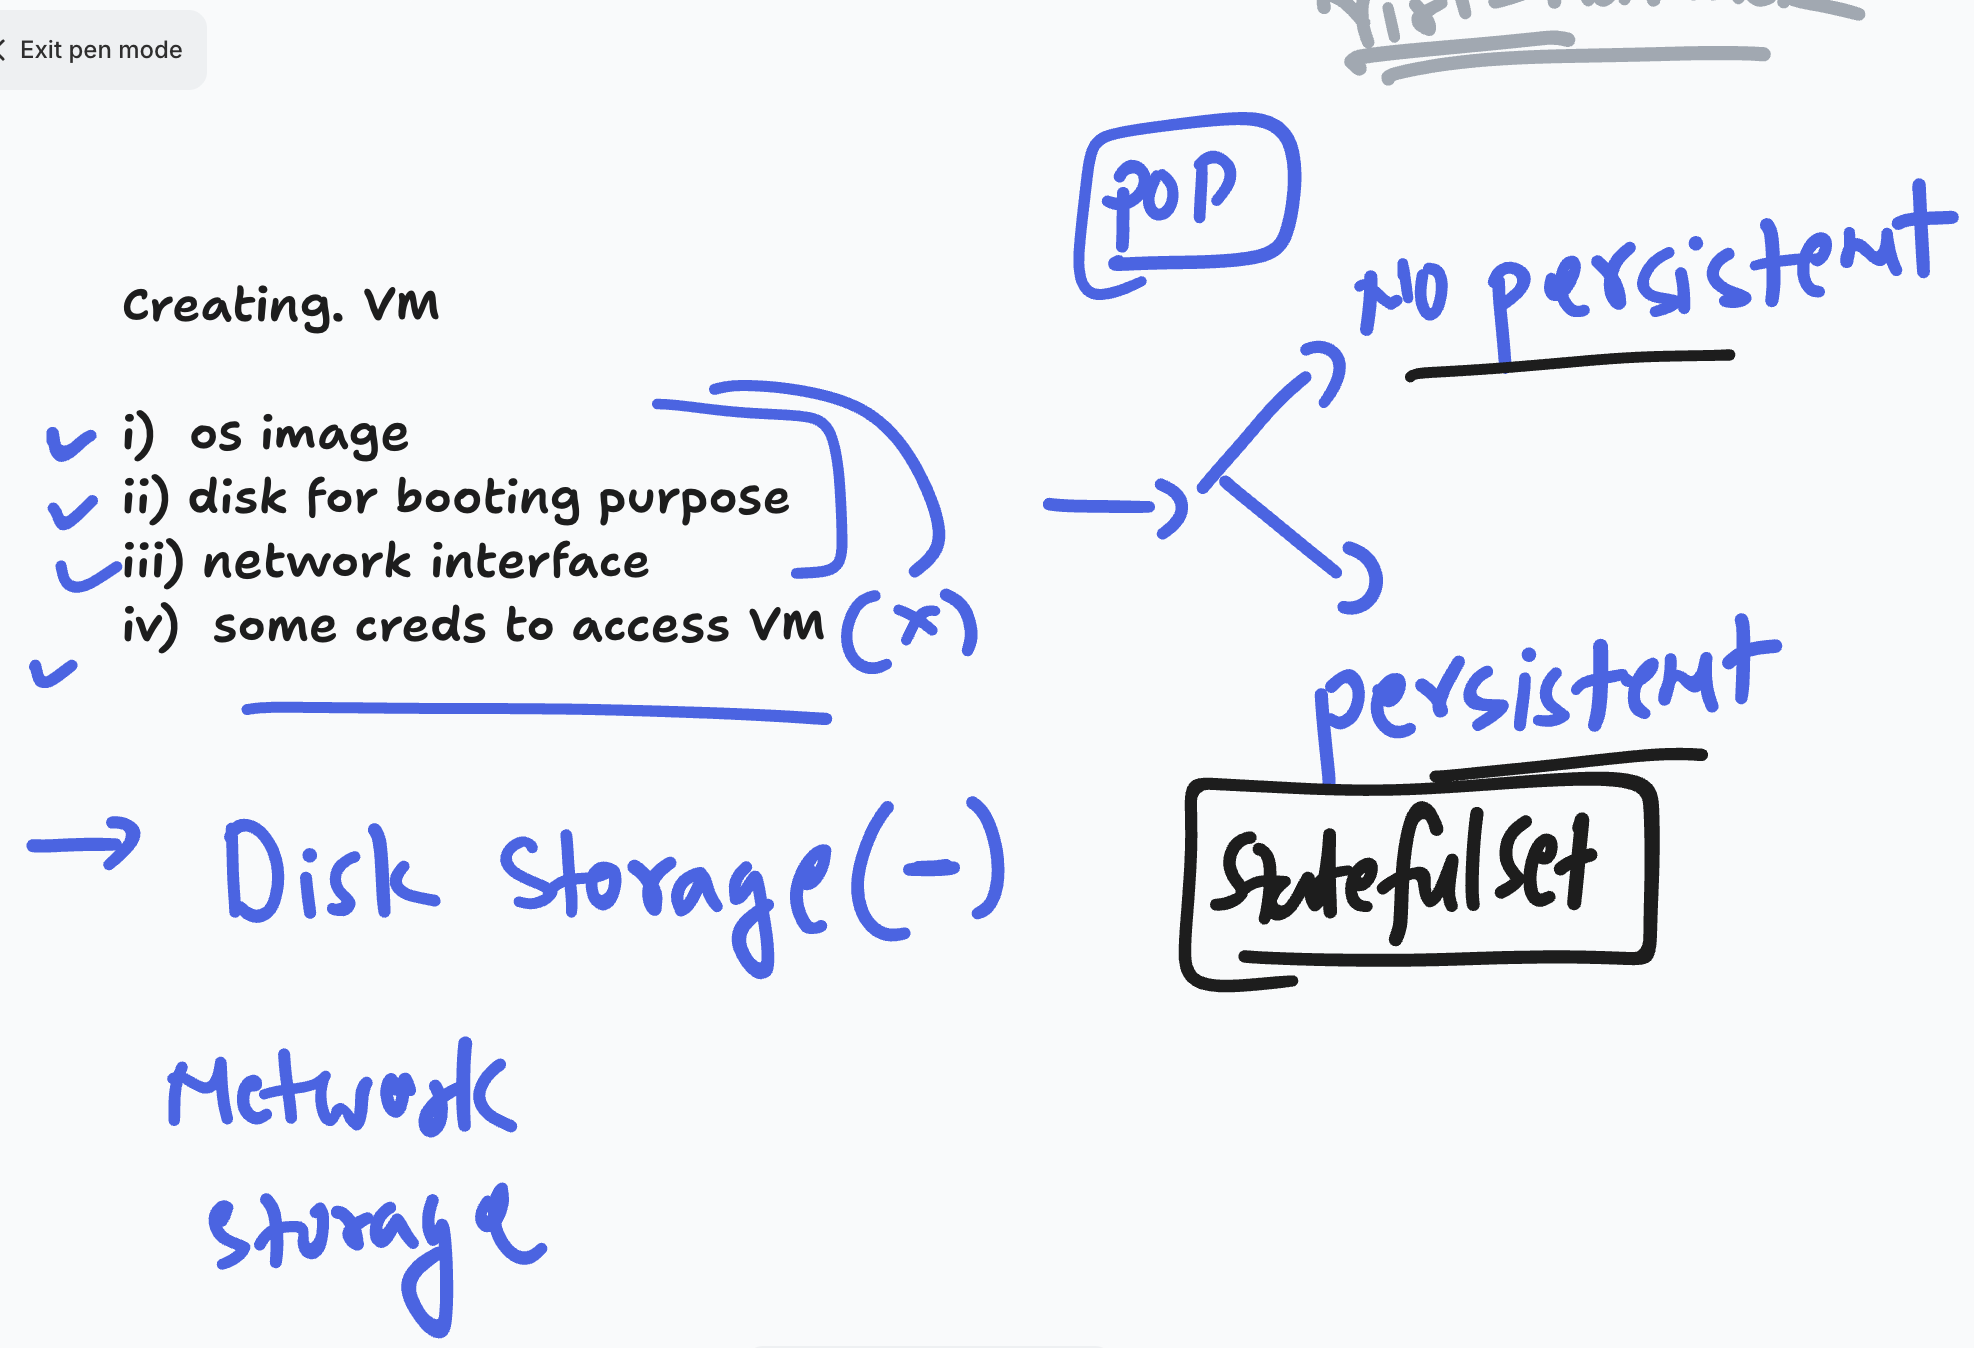 Exit pen mode
POD
NO persistent
Creating. VM
i) os image
ii) disk for booting purpose
iii) network interface
iv) some creds to access VM (*)
persistent
Disk Storage (-)
Statefulset
Network
storage